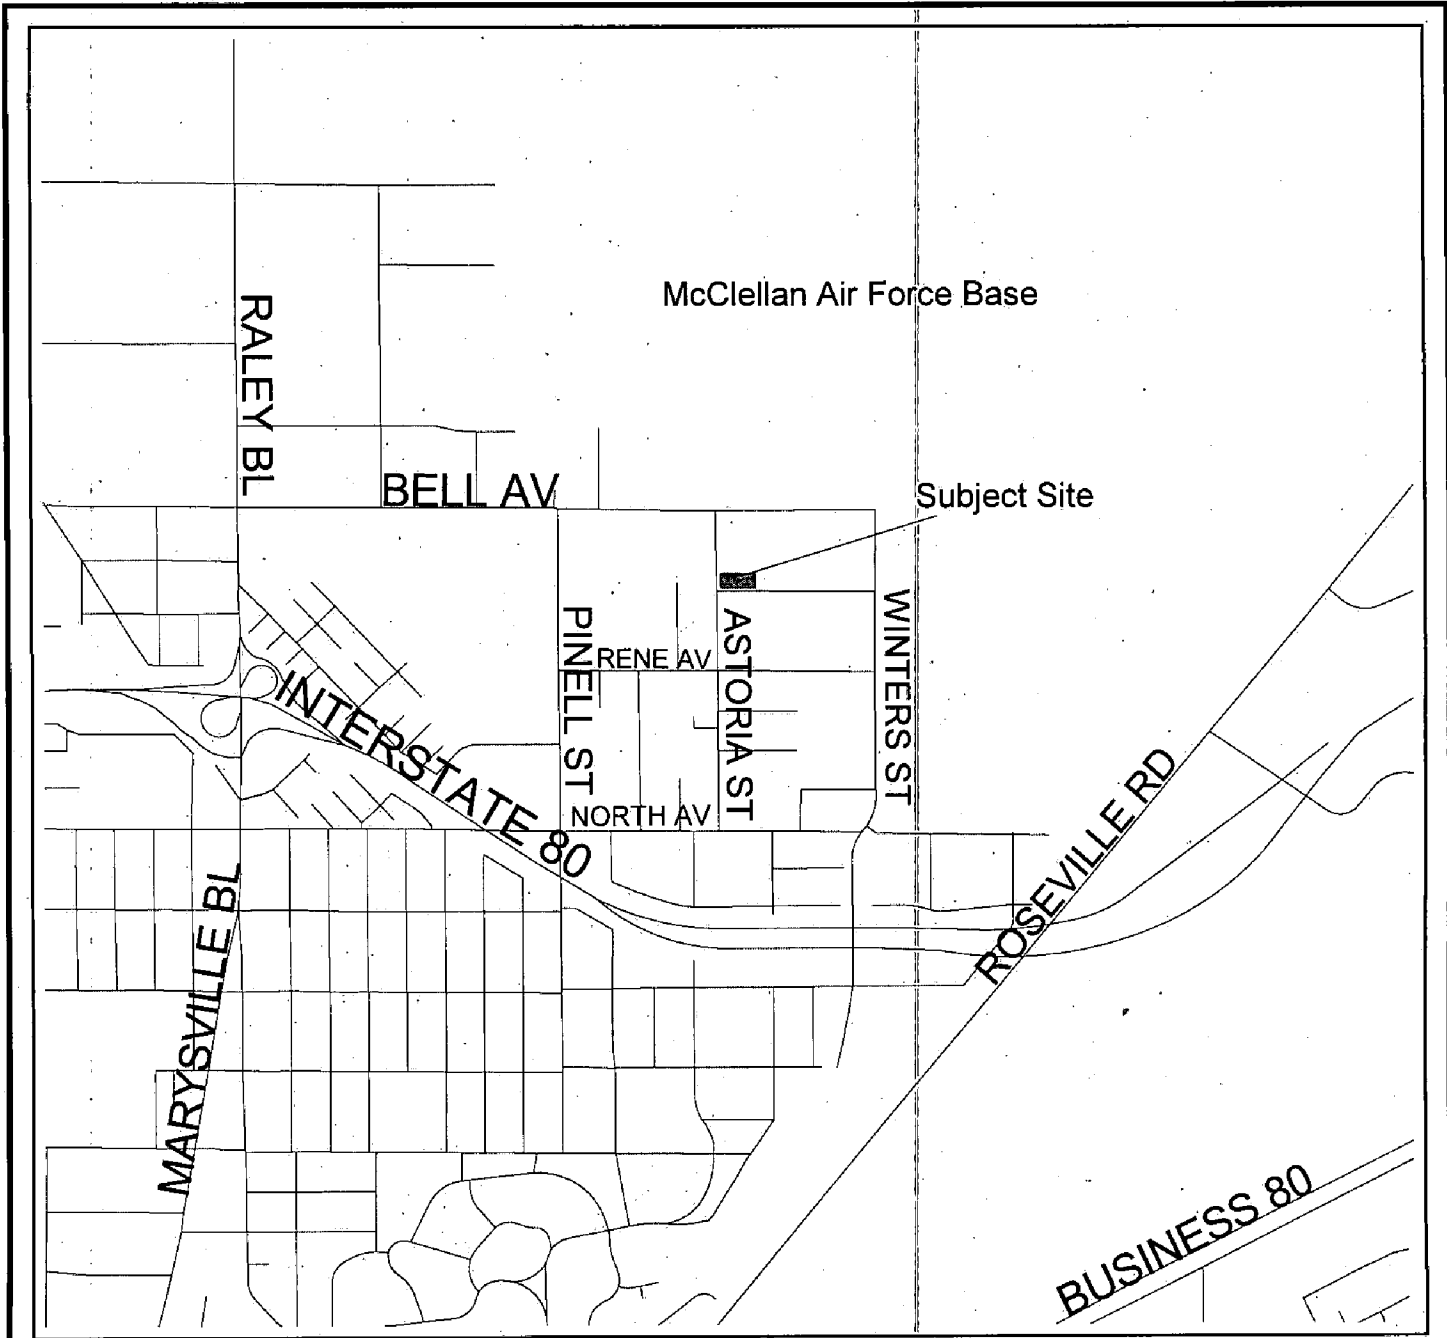 McClellan Air Force Base
RALEY BL
BELL AV
Subject Site
PINELL ST
RENE AV
ASTORIA ST
WINTERS ST
INTERSTATE 80
NORTH AV
ROSEVILLE RD
MARYSVILLE BL
BUSINESS 80